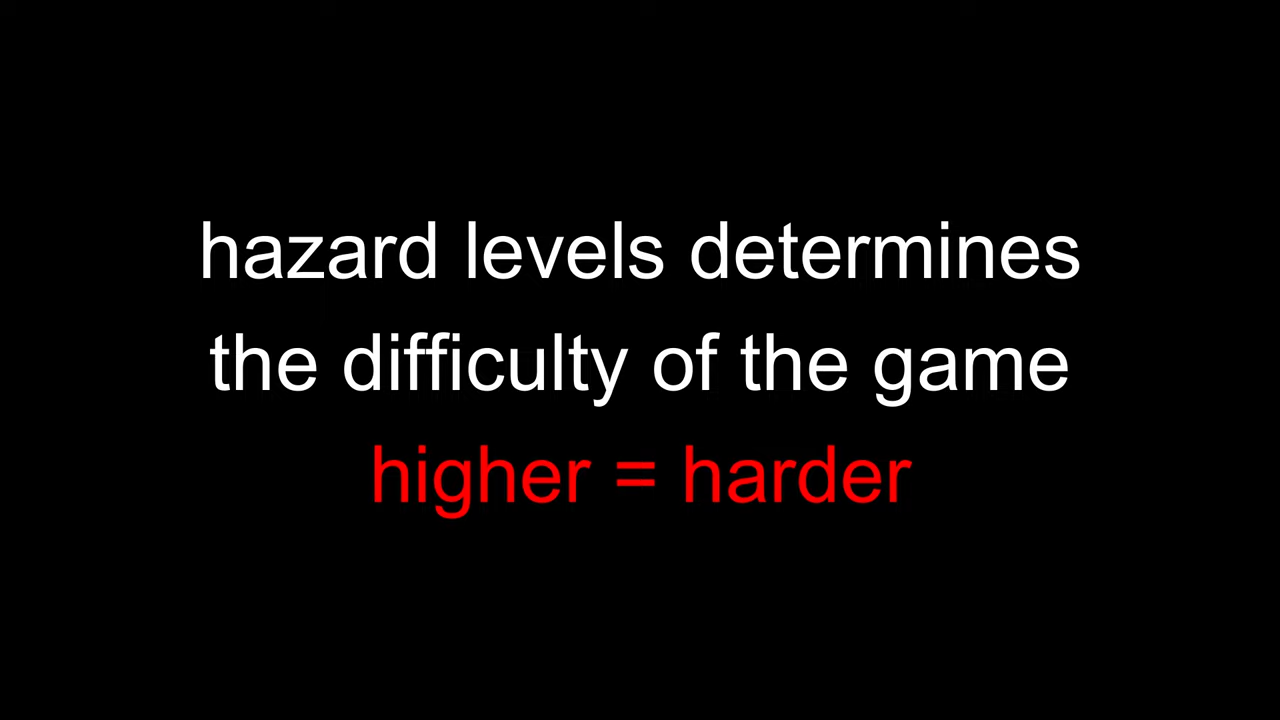 hazard levels determines
the difficulty of the game
higher = harder